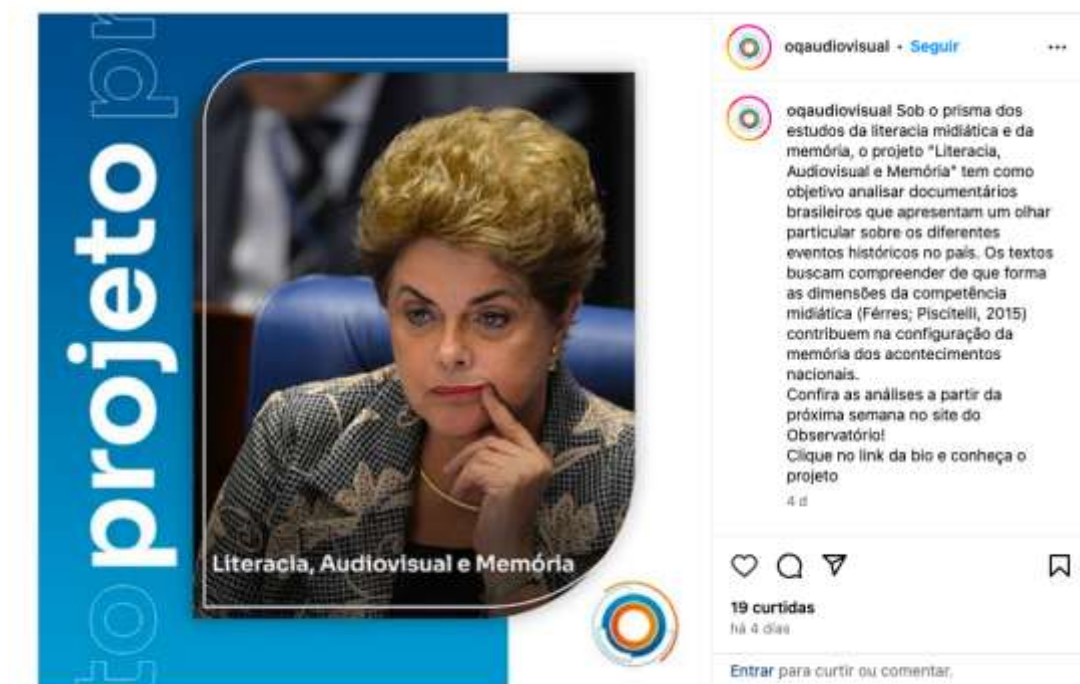 pr
projeto
to
Literacia, Audiovisual e Memória
oqaudiovisual • Seguir
oqaudiovisual Sob o prisma dos
estudos da literacia midiática e da
memória, o projeto "Literacia,
Audiovisual e Memória" tem como
objetivo analisar documentários
brasileiros que apresentam um olhar
particular sobre os diferentes
eventos históricos no país. Os textos
buscam compreender de que forma
as dimensões da competência
midiática (Férres; Piscitelli, 2015)
contribuem na configuração da
memória dos acontecimentos
nacionais.
Confira as análises a partir da
próxima semana no site do
Observatório!
Clique no link da bio e conheça o
projeto
4 d
19 curtidas
há 4 dias
Entrar para curtir ou comentar.